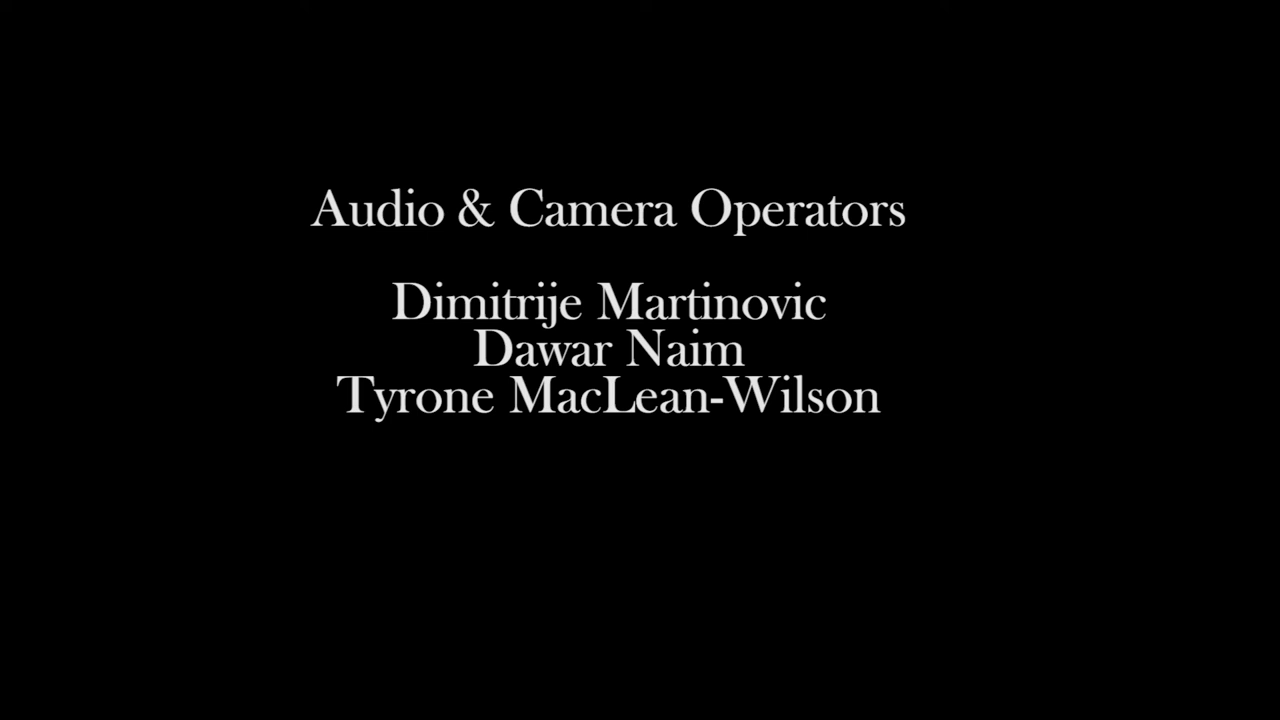 Audio & Camera Operators
Dimitrije Martinovic
Dawar Naim
Tyrone MacLean-Wilson